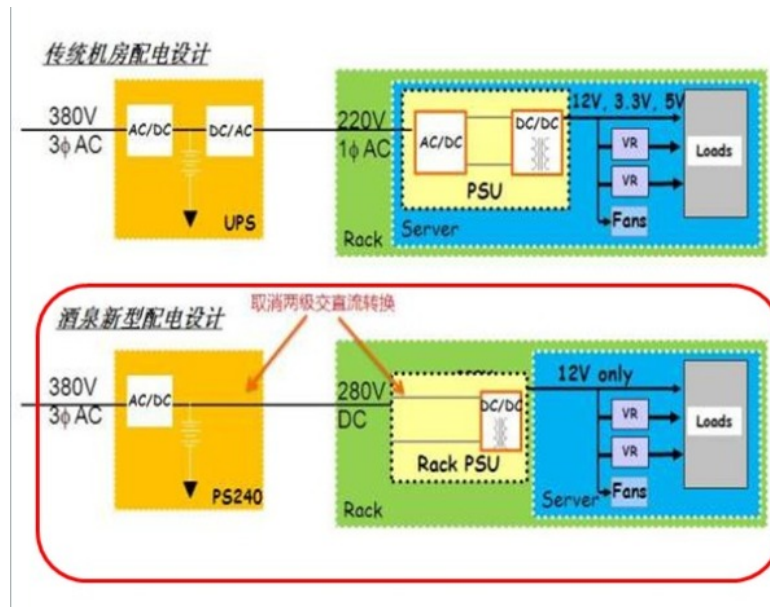 传统机房配电设计
380V
3ϕ AC
AC/DC
DC/AC
UPS
220V
1ϕ AC
AC/DC
DC/DC
PSU
12V, 3.3V, 5V
VR
VR
Fans
Loads
Server
Rack
酒泉新型配电设计
取消两级交直流转换
380V
3ϕ AC
AC/DC
PS240
280V
DC
DC/DC
Rack PSU
12V only
VR
VR
Fans
Loads
Server
Rack